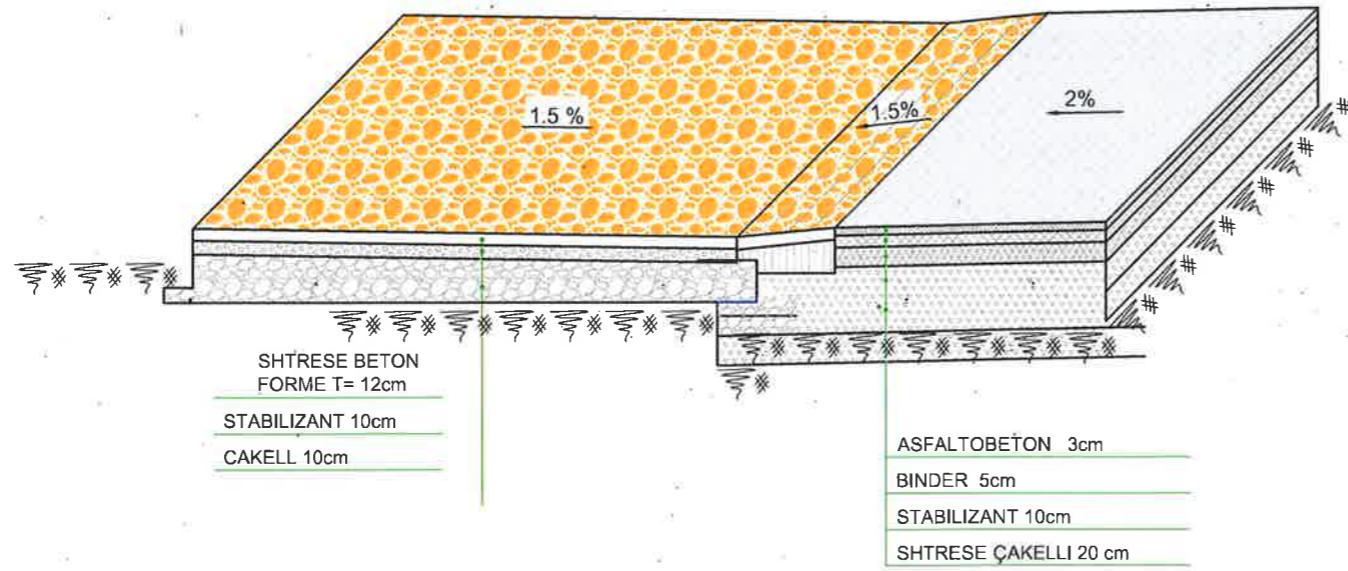 1.5 %
1.5%
2%
SHTRESE BETON
FORME T= 12cm
STABILIZANT 10cm
CAKELL 10cm
ASFALTOBETON 3cm
BINDER 5cm
STABILIZANT 10cm
SHTRESE ÇAKELLI 20 cm